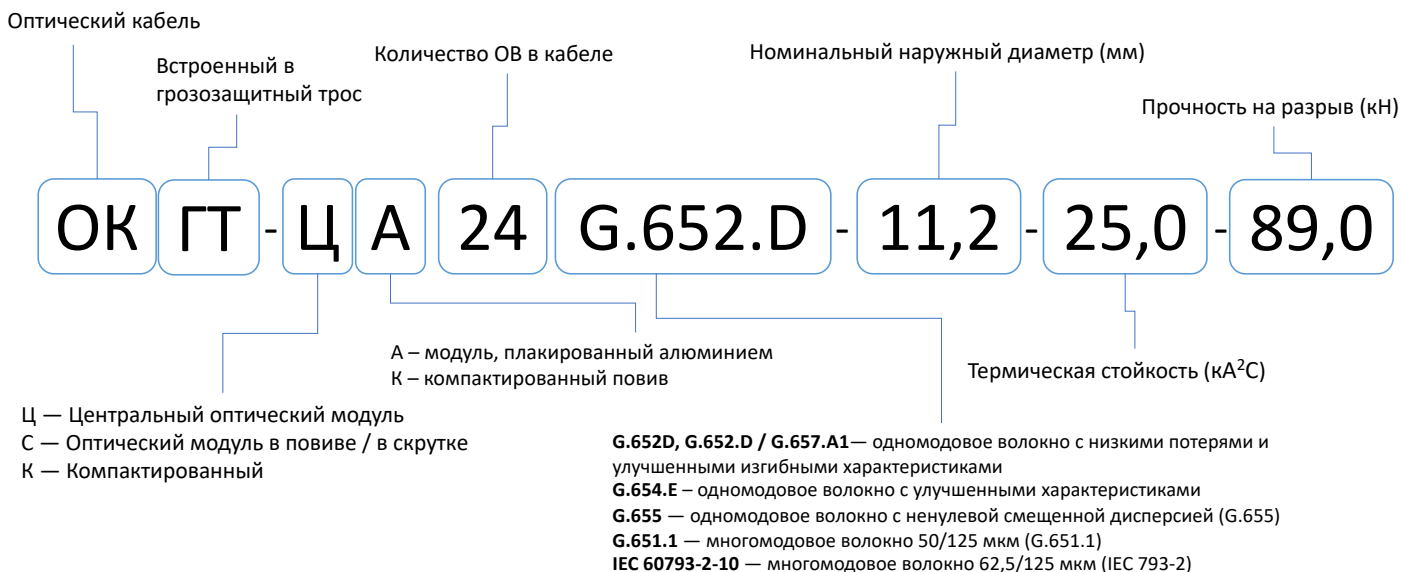 Оптический кабель
Встроенный в
грозозащитный трос
Количество ОВ в кабеле
Номинальный наружный диаметр (мм)
Прочность на разрыв (кН)
ОК ГТ - Ц А 24 G.652.D - 11,2 - 25,0 - 89,0
А – модуль, плакированный алюминием
К – компактированный повив
Термическая стойкость (кА²С)
Ц — Центральный оптический модуль
С — Оптический модуль в повиве / в скрутке
К — Компактированный
G.652D, G.652.D / G.657.A1— одномодовое волокно с низкими потерями и
улучшенными изгибными характеристиками
G.654.E – одномодовое волокно с улучшенными характеристиками
G.655 — одномодовое волокно с ненулевой смещенной дисперсией (G.655)
G.651.1 — многомодовое волокно 50/125 мкм (G.651.1)
IEC 60793-2-10 — многомодовое волокно 62,5/125 мкм (IEC 793-2)